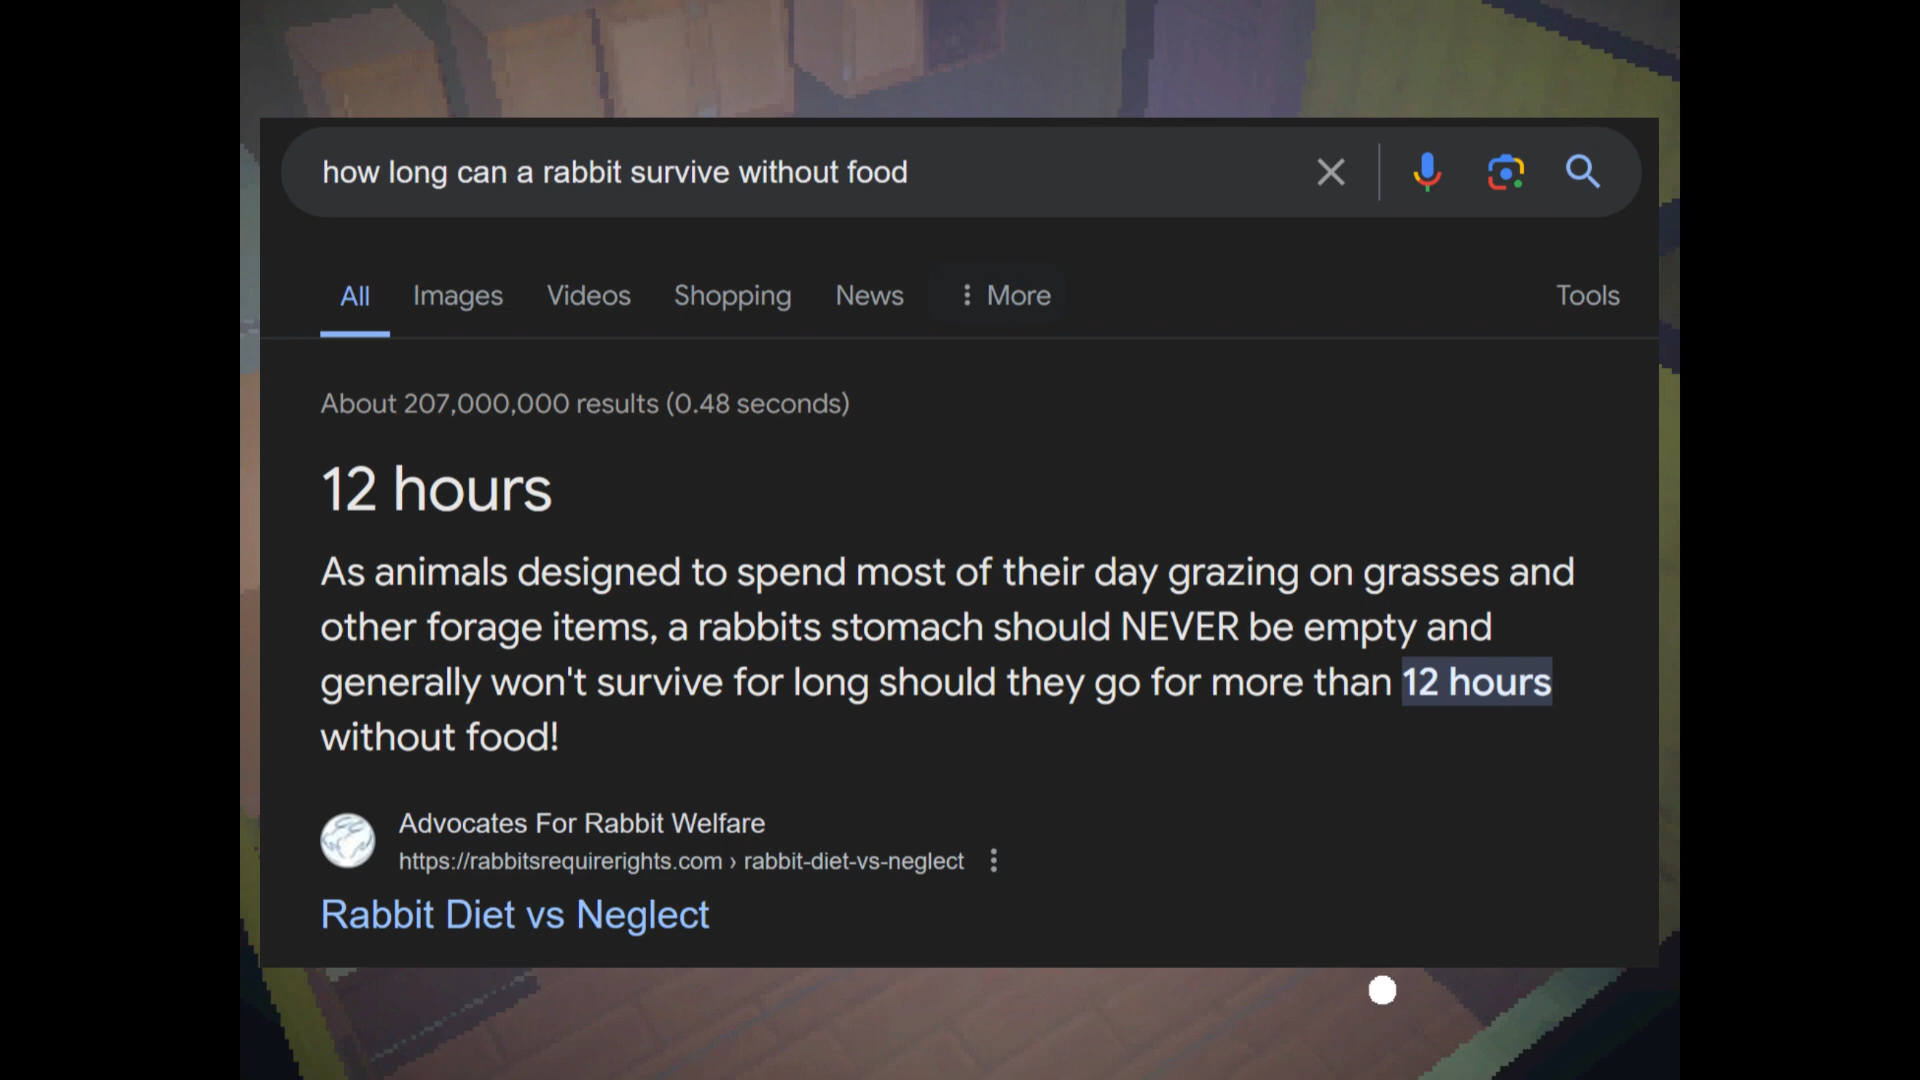 how long can a rabbit survive without food
All Images Videos Shopping News More Tools
About 207,000,000 results (0.48 seconds)
12 hours
As animals designed to spend most of their day grazing on grasses and
other forage items, a rabbits stomach should NEVER be empty and
generally won't survive for long should they go for more than 12 hours
without food!
Advocates For Rabbit Welfare
https://rabbitsrequirerights.com › rabbit-diet-vs-neglect
Rabbit Diet vs Neglect